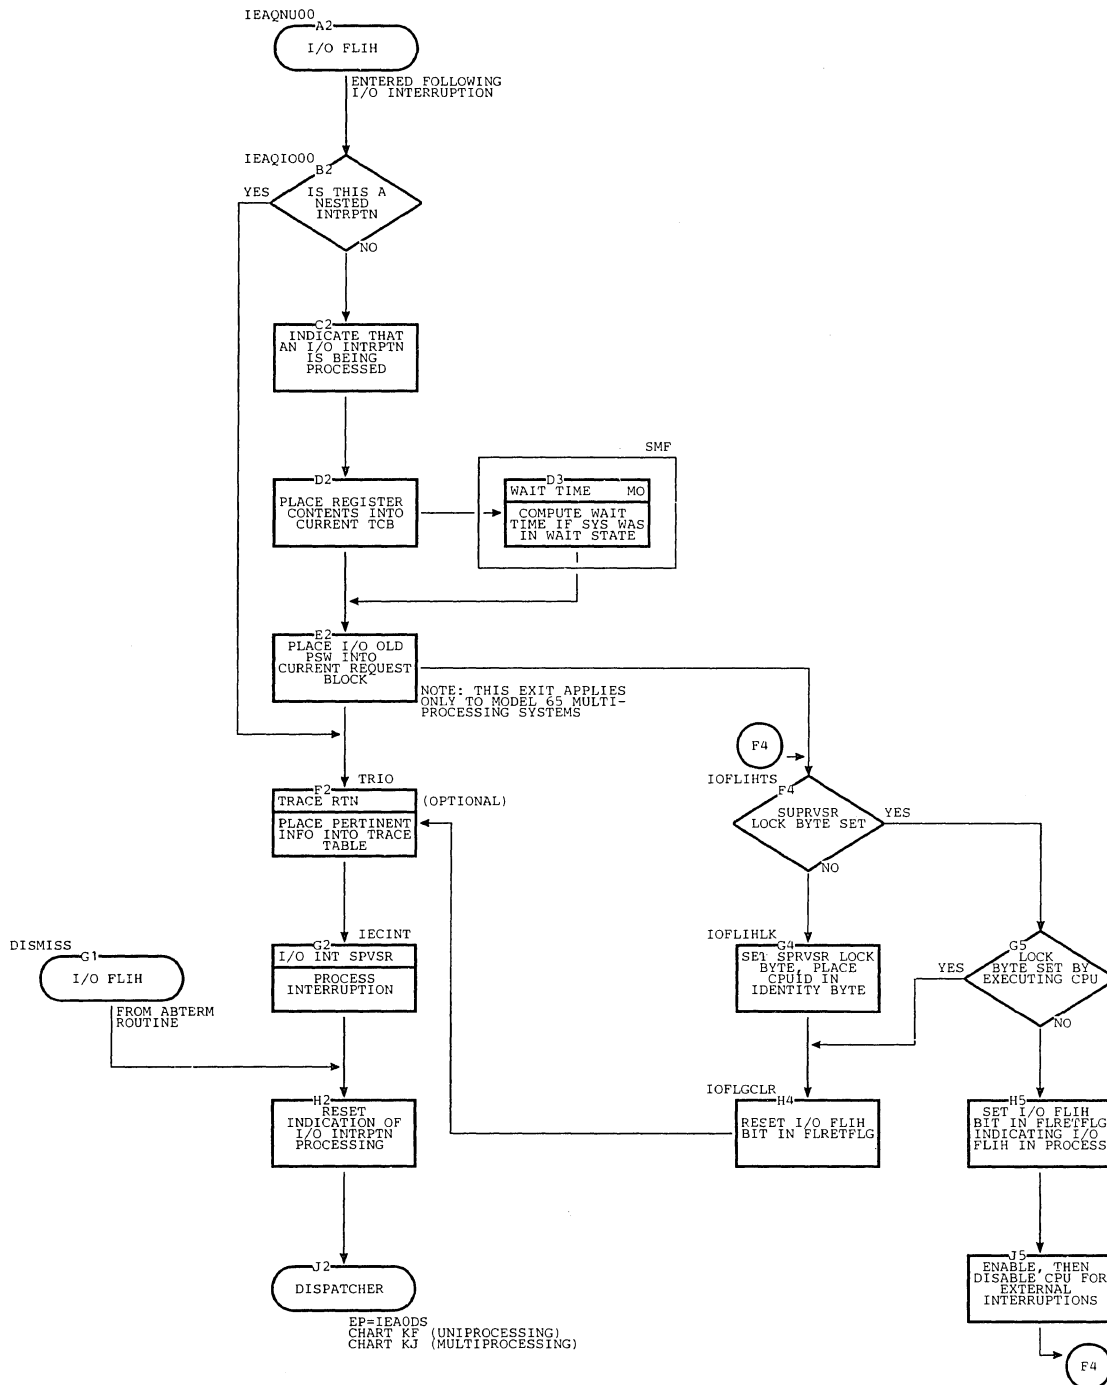 IEAQNU00
A2
I/O FLIH
ENTERED FOLLOWING
I/O INTERRUPTION
IEAQIO00
B2
YES
IS THIS A
NESTED
INTRPTN
NO
C2
INDICATE THAT
AN I/O INTRPTN
IS BEING
PROCESSED
SMF
D2
PLACE REGISTER
CONTENTS INTO
CURRENT TCB
D3
WAIT TIME MO
COMPUTE WAIT
TIME IF SYS WAS
IN WAIT STATE
E2
PLACE I/O OLD
PSW INTO
CURRENT REQUEST
BLOCK
NOTE: THIS EXIT APPLIES
ONLY TO MODEL 65 MULTI-
PROCESSING SYSTEMS
F4
IOFLIHTS
F4
SUPRVSR
LOCK BYTE SET
YES
NO
TRIO
F2
TRACE RTN
(OPTIONAL)
PLACE PERTINENT
INFO INTO TRACE
TABLE
DISMISS
G1
I/O FLIH
FROM ABTERM
ROUTINE
IECINT
G2
I/O INT SPVSR
PROCESS
INTERRUPTION
IOFLIHLK
G4
SET SPRVSR LOCK
BYTE, PLACE
CPUID IN
IDENTITY BYTE
G5
YES
LOCK
BYTE SET BY
EXECUTING CPU
NO
H2
RESET
INDICATION OF
I/O INTRPTN
PROCESSING
IOFLGCLR
H4
RESET I/O FLIH
BIT IN FLRETFLG
H5
SET I/O FLIH
BIT IN FLRETFLG
INDICATING I/O
FLIH IN PROCESS
J2
DISPATCHER
EP=IEA0DS
CHART KF (UNIPROCESSING)
CHART KJ (MULTIPROCESSING)
J5
ENABLE, THEN
DISABLE CPU FOR
EXTERNAL
INTERRUPTIONS
F4